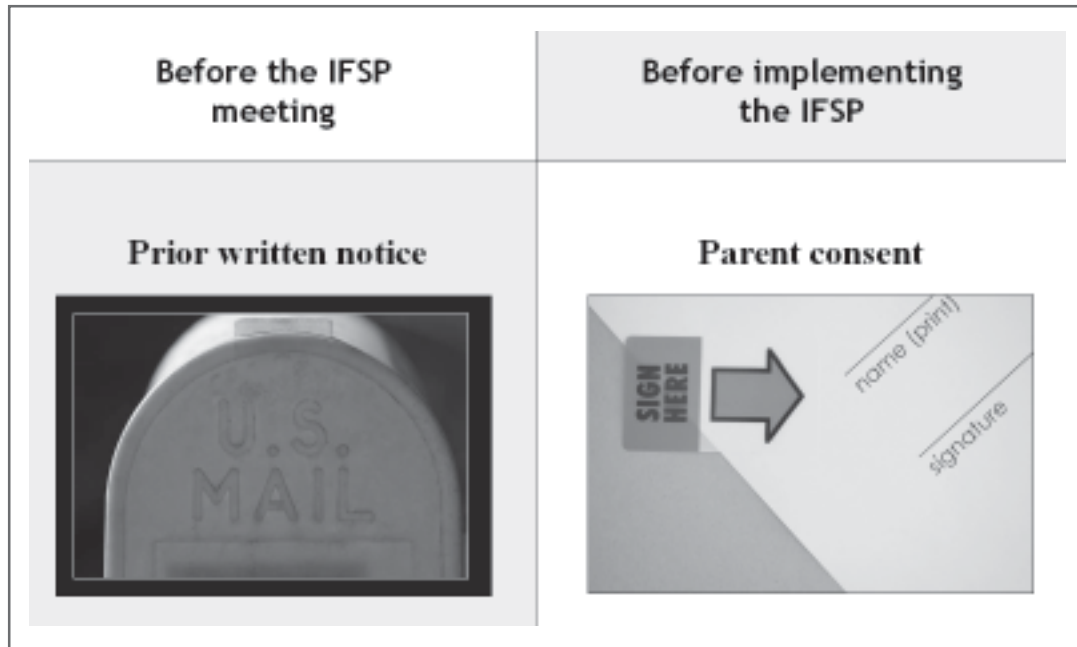 Before the IFSP
meeting
Before implementing
the IFSP
Prior written notice
Parent consent
U.S.
MAIL
SIGN
HERE
name (print)
signature